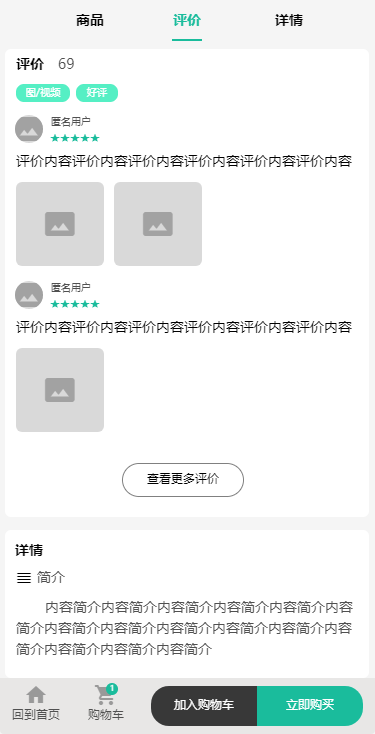 商品 评价 详情
评价 69
图/视频 好评
匿名用户
评价内容评价内容评价内容评价内容评价内容评价内容
匿名用户
评价内容评价内容评价内容评价内容评价内容评价内容
查看更多评价
详情
简介
内容简介内容简介内容简介内容简介内容简介内容
简介内容简介内容简介内容简介内容简介内容简介内容
简介内容简介内容简介内容简介
1
回到首页 购物车 加入购物车 立即购买